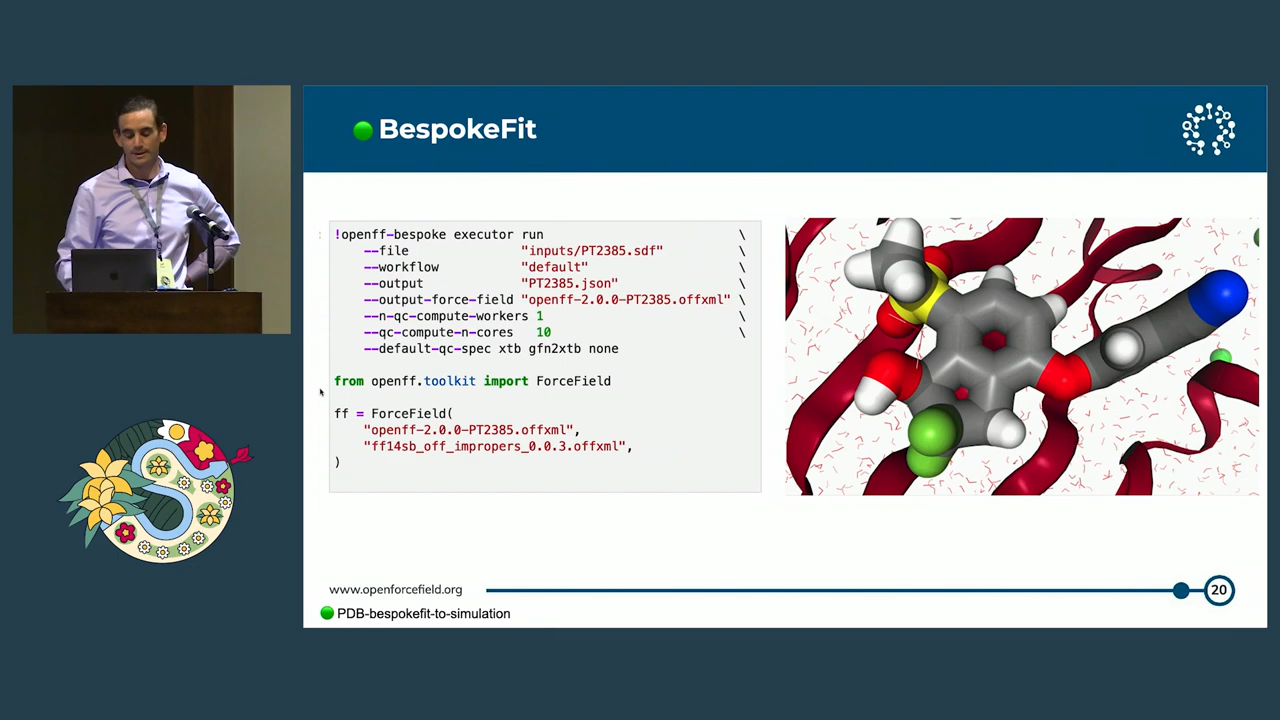 BespokeFit
!openff-bespoke executor run \
--file "inputs/PT2385.sdf" \
--workflow "default" \
--output "PT2385.json" \
--output-force-field "openff-2.0.0-PT2385.offxml" \
--n-qc-compute-workers 1 \
--qc-compute-n-cores 10 \
--default-qc-spec xtb gfn2xtb none
from openff.toolkit import ForceField
ff = ForceField(
"openff-2.0.0-PT2385.offxml",
"ff14sb_off_impropers_0.0.3.offxml",
)
www.openforcefield.org
20
PDB-bespokefit-to-simulation